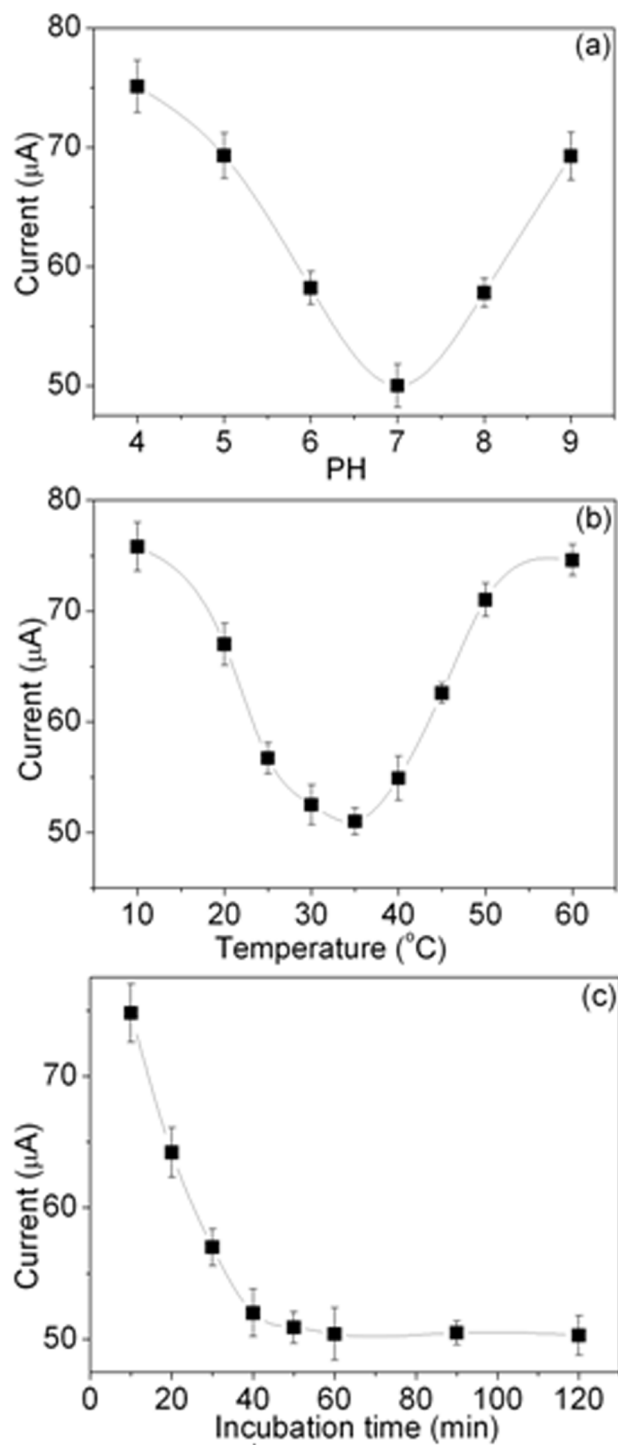 (a)
80
70
60
50
Current (μA)
4 5 6 7 8 9
PH
(b)
80
70
60
50
Current (μA)
10 20 30 40 50 60
Temperature (°C)
(c)
70
60
50
Current (μA)
0 20 40 60 80 100 120
Incubation time (min)